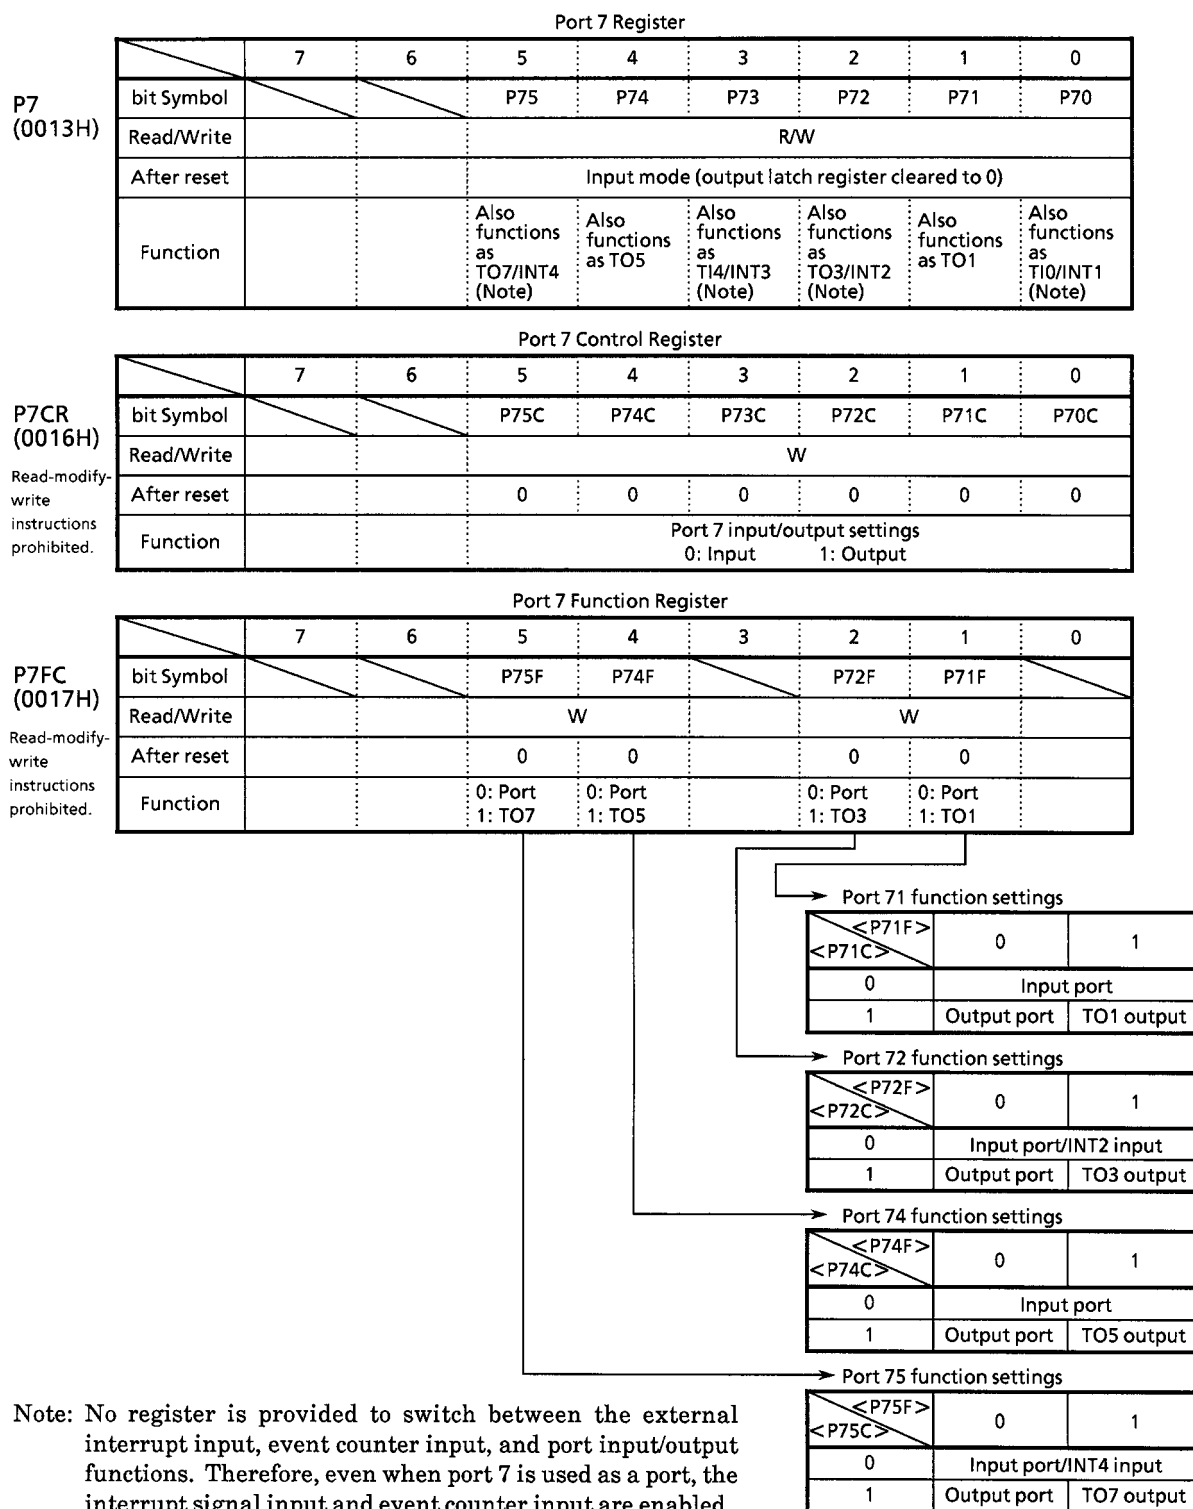 Port 7 Register
P7
(0013H)
7 6 5 4 3 2 1 0
bit Symbol P75 P74 P73 P72 P71 P70
Read/Write R/W
After reset Input mode (output latch register cleared to 0)
Function
Also functions as TO7/INT4 (Note)
Also functions as TO5
Also functions as TI4/INT3 (Note)
Also functions as TO3/INT2 (Note)
Also functions as TO1
Also functions as TI0/INT1 (Note)
Port 7 Control Register
P7CR
(0016H)
Read-modify-
write
instructions
prohibited.
7 6 5 4 3 2 1 0
bit Symbol P75C P74C P73C P72C P71C P70C
Read/Write W
After reset 0 0 0 0 0 0
Function
Port 7 input/output settings
0: Input 1: Output
Port 7 Function Register
P7FC
(0017H)
Read-modify-
write
instructions
prohibited.
7 6 5 4 3 2 1 0
bit Symbol P75F P74F P72F P71F
Read/Write W W
After reset 0 0 0 0
Function
0: Port 0: Port 0: Port 0: Port
1: TO7 1: TO5 1: TO3 1: TO1
Port 71 function settings
<P71F>
<P71C>
0 1
0 Input port
1 Output port TO1 output
Port 72 function settings
<P72F>
<P72C>
0 1
0 Input port/INT2 input
1 Output port TO3 output
Port 74 function settings
<P74F>
<P74C>
0 1
0 Input port
1 Output port TO5 output
Port 75 function settings
<P75F>
<P75C>
0 1
0 Input port/INT4 input
1 Output port TO7 output
Note: No register is provided to switch between the external
interrupt input, event counter input, and port input/output
functions. Therefore, even when port 7 is used as a port, the
interrupt signal input and event counter input are enabled